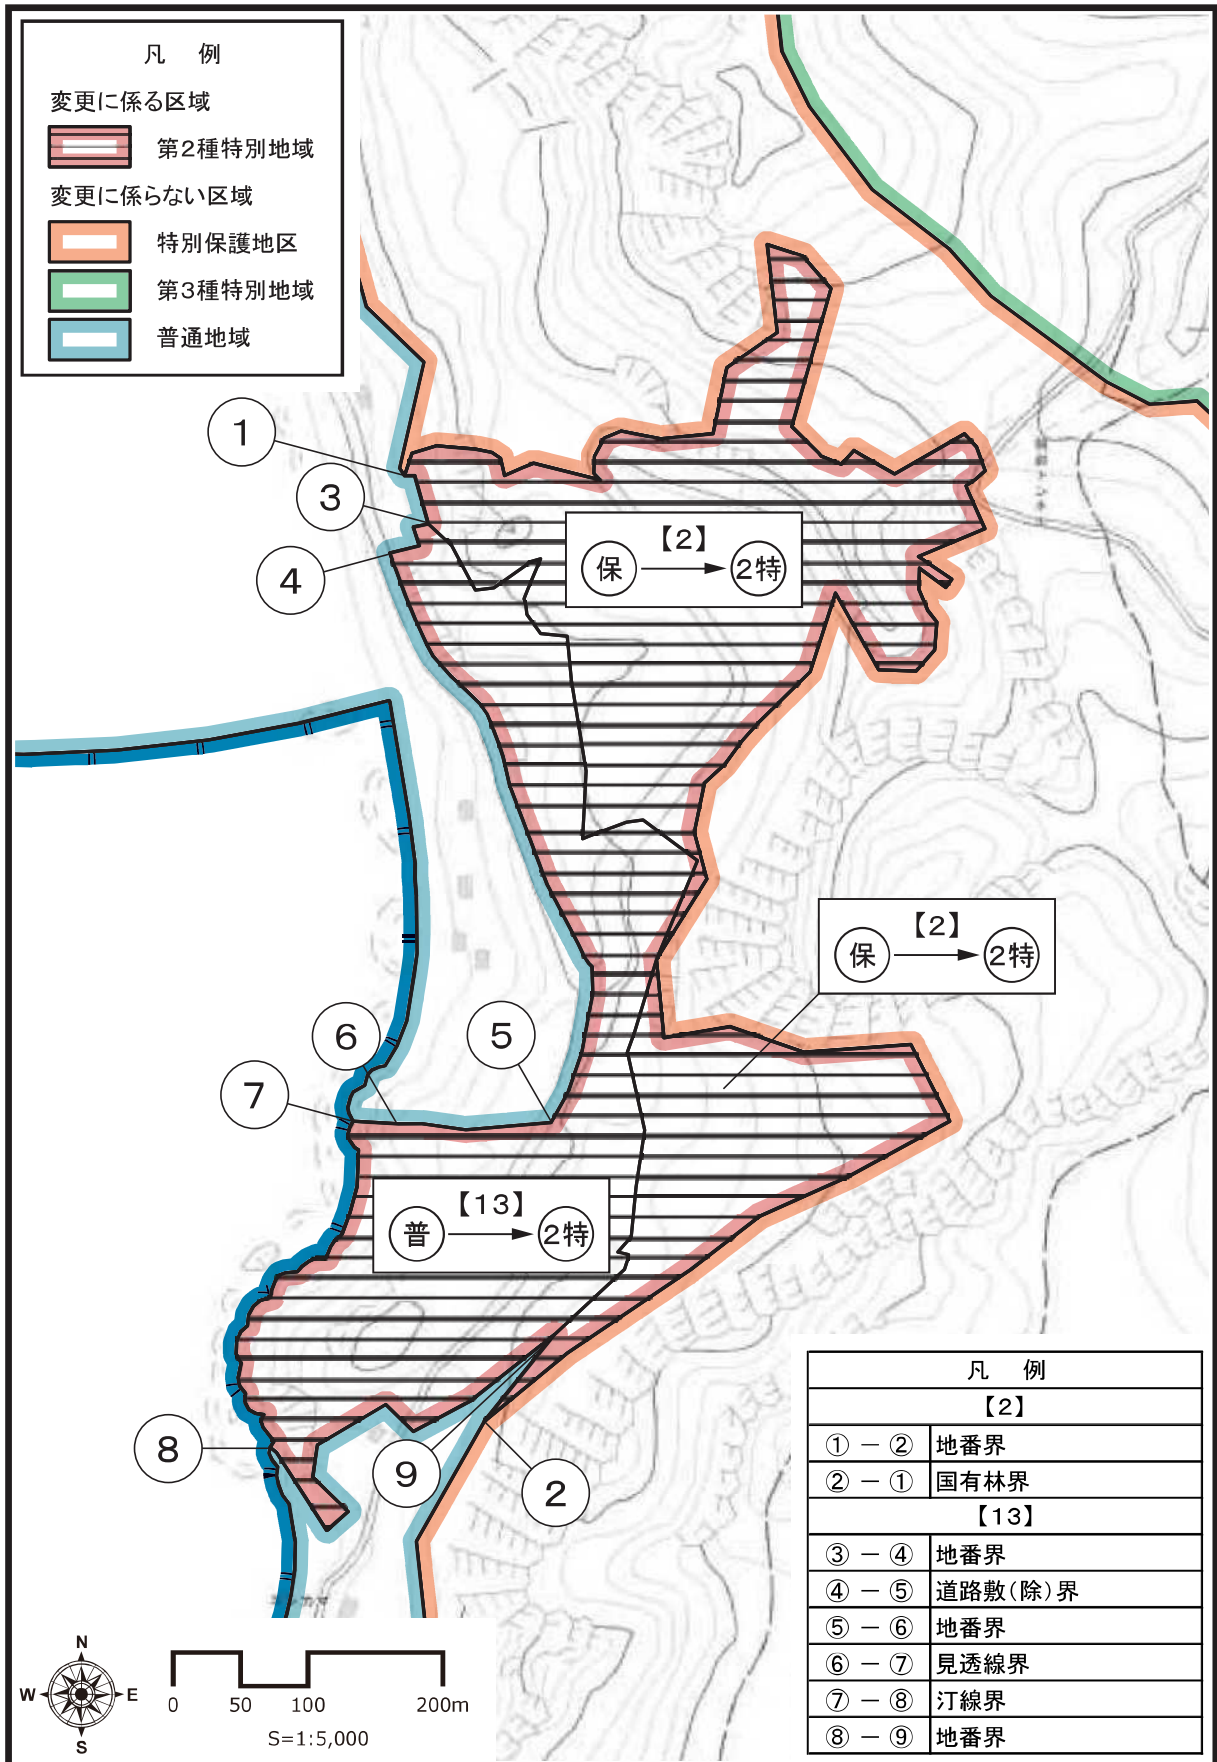 凡 例
変更に係る区域
第2種特別地域
変更に係らない区域
特別保護地区
第3種特別地域
普通地域
1
3
4
【2】
保 2特
【2】
保 2特
6
5
7
【13】
普 2特
8
9
2
凡 例
【2】
① － ② 地番界
② － ① 国有林界
【13】
③ － ④ 地番界
④ － ⑤ 道路敷(除)界
⑤ － ⑥ 地番界
⑥ － ⑦ 見透線界
⑦ － ⑧ 汀線界
⑧ － ⑨ 地番界
N
W E
S
0 50 100 200m
S=1:5,000